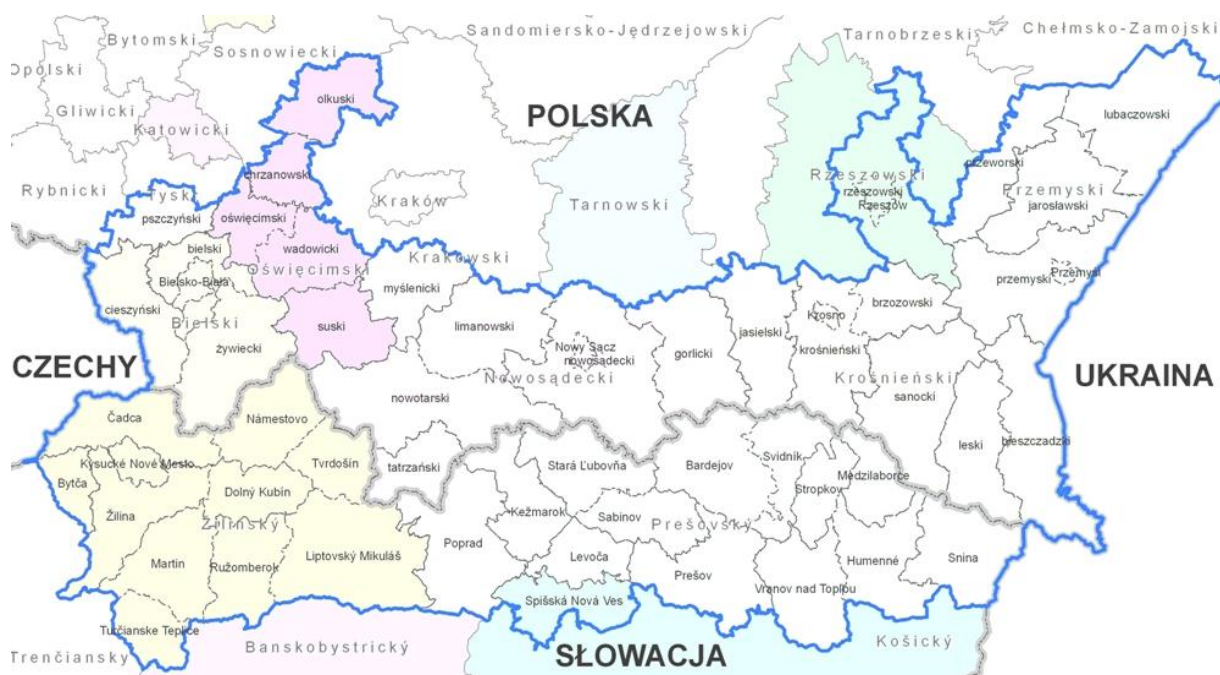 Sandomiersko-Jędrzejowski
Tarnobrzeski
Chełmsko-Zamojski
Bytomski
Sosnowiecki
Opolski
olkuski
Gliwicki
POLSKA
lubaczowski
Katowicki
przeworski
chrzanowski
Rzeszowski
Rybnicki
Tyski
rzeszowski
Przemyski
Kraków
Tarnowski
Rzeszów
jarosławski
pszczyński
oświęcimski
bielski
wadowicki
Krakowski
Oświęcimski
Bielsko-Biała
myślenicki
przemyski
Przemyśl
cieszyński
brzozowski
Bielski
suski
limanowski
jasielski
Krosno
żywiecki
Nowy Sącz
nowosądecki
gorlicki
krośnieński
CZECHY
Nowosądecki
Krośnieński
UKRAINA
nowotarski
sanocki
Čadca
Námestovo
leski
bieszczadzki
Tvrdošín
tatrzański
Stará Ľubovňa
Bardejov
Svidník
Medzilaborce
Kysucké Nové Mesto
Bytča
Dolný Kubín
Stropkov
Kežmarok
Sabinov
Žilina
Žilinský
Prešovský
Poprad
Levoča
Liptovský Mikuláš
Martin
Ružomberok
Prešov
Humenné
Snina
Vranov nad Topľou
Spišská Nová Ves
Turčianske Teplice
Banskobystrický
Košický
Trenčiansky
SŁOWACJA